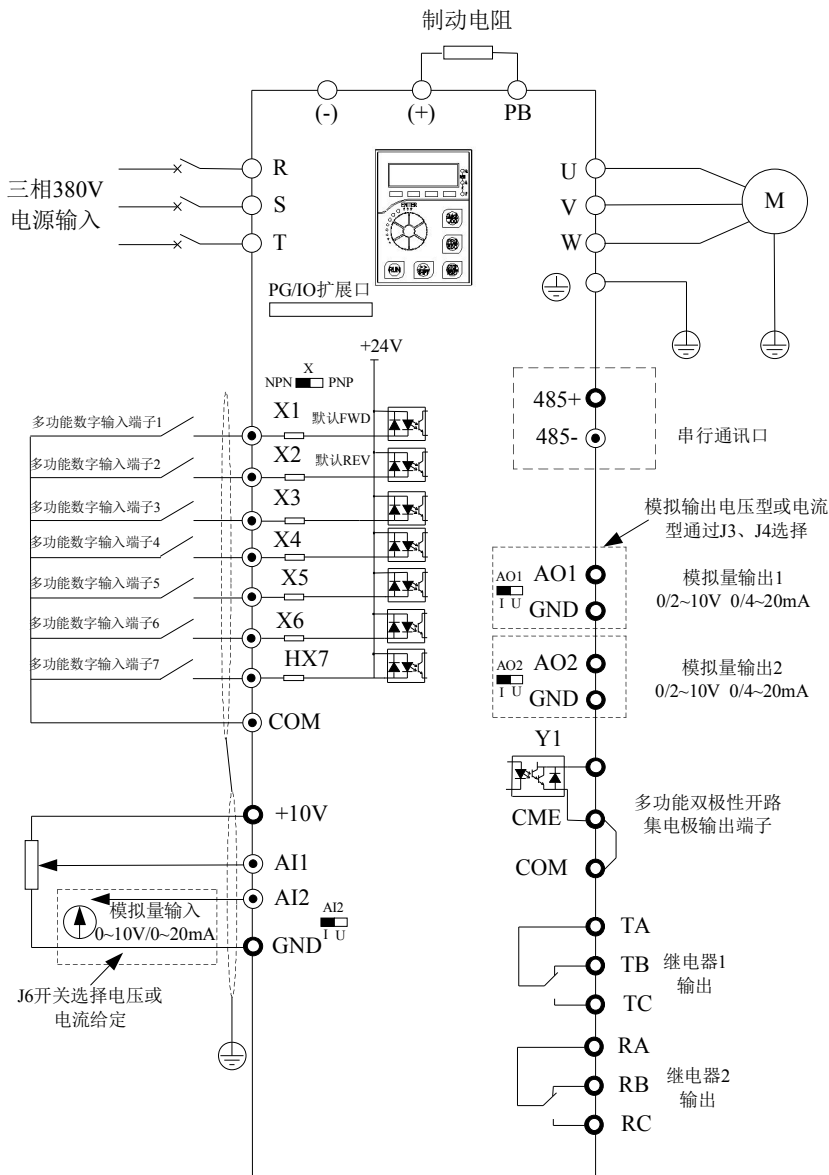 制动电阻
(-)
(+)
PB
三相380V
电源输入
R
S
T
ENTER
RUN
U
V
W
M
PG/IO扩展口
+24V
X
NPN
PNP
多功能数字输入端子1
X1
默认FWD
多功能数字输入端子2
X2
默认REV
多功能数字输入端子3
X3
多功能数字输入端子4
X4
多功能数字输入端子5
X5
多功能数字输入端子6
X6
多功能数字输入端子7
HX7
COM
+10V
AI1
AI2
模拟量输入
0~10V/0~20mA
AI2
I U
GND
J6开关选择电压或
电流给定
485+
485-
串行通讯口
模拟输出电压型或电流
型通过J3、J4选择
AO1
I U
AO1
GND
模拟量输出1
0/2~10V 0/4~20mA
AO2
I U
AO2
GND
模拟量输出2
0/2~10V 0/4~20mA
Y1
CME
COM
多功能双极性开路
集电极输出端子
TA
TB
TC
继电器1
输出
RA
RB
RC
继电器2
输出